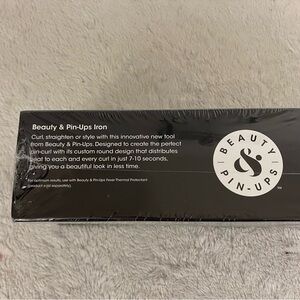 Beauty & Pin-Ups Iron
Curl, straighten or style with this innovative new tool
from Beauty & Pin-Ups. Designed to create the perfect
pin-curl with its custom round design that distributes
heat to each and every curl in just 7-10 seconds,
giving you a beautiful look in less time.
For optimum results, use with Beauty & Pin-Ups Fever Thermal Protectant
(product sold separately).
BEAUTY
&
PIN-UPS